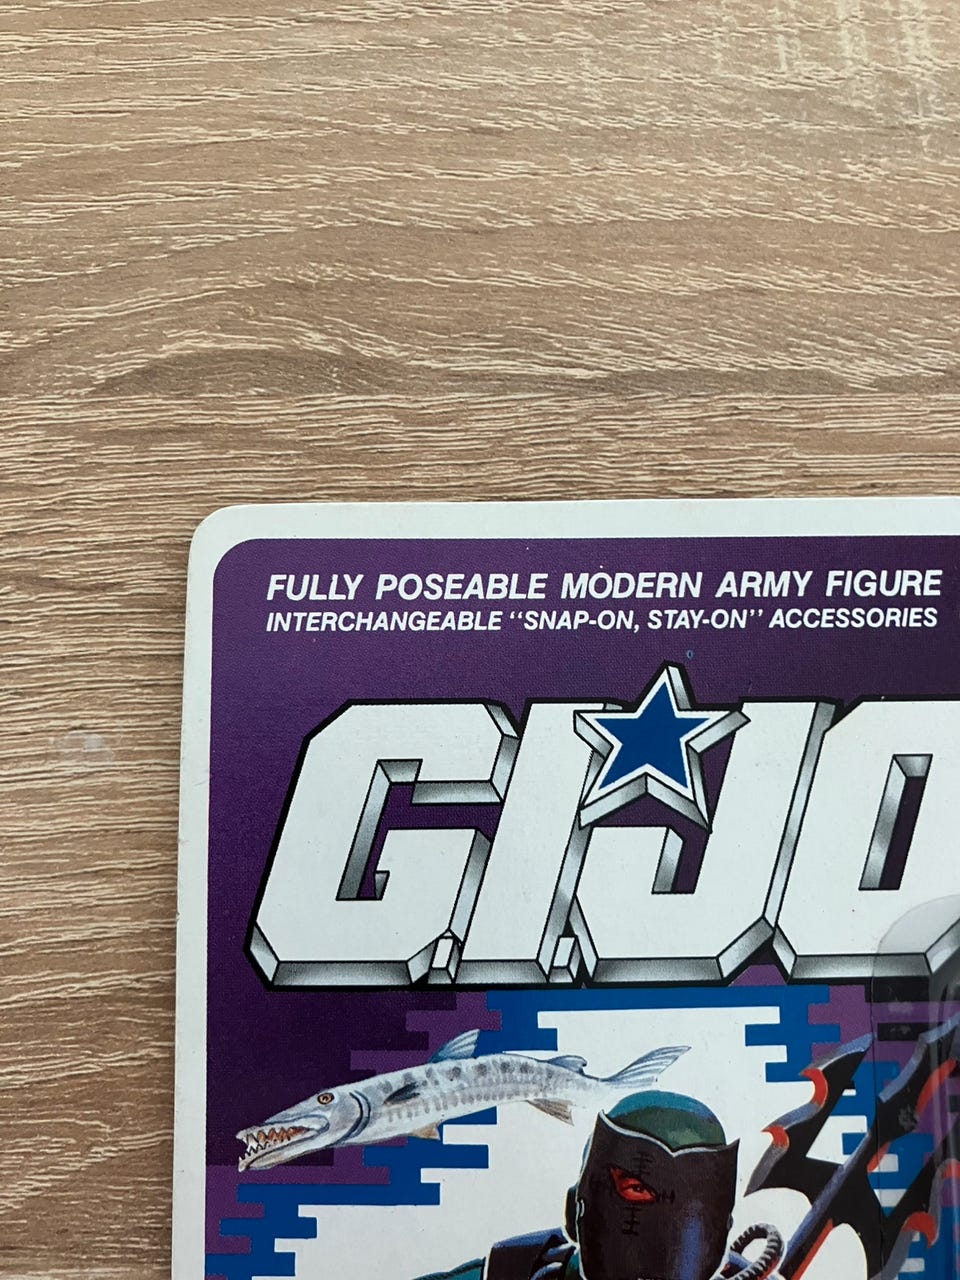 FULLY POSEABLE MODERN ARMY FIGURE
INTERCHANGEABLE “SNAP-ON, STAY-ON” ACCESSORIES
G.I.JO